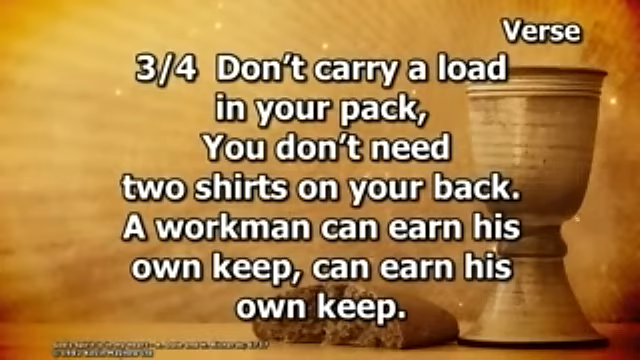 Verse
3/4 Don't carry a load
in your pack,
You don't need
two shirts on your back.
A workman can earn his
own keep, can earn his
own keep.